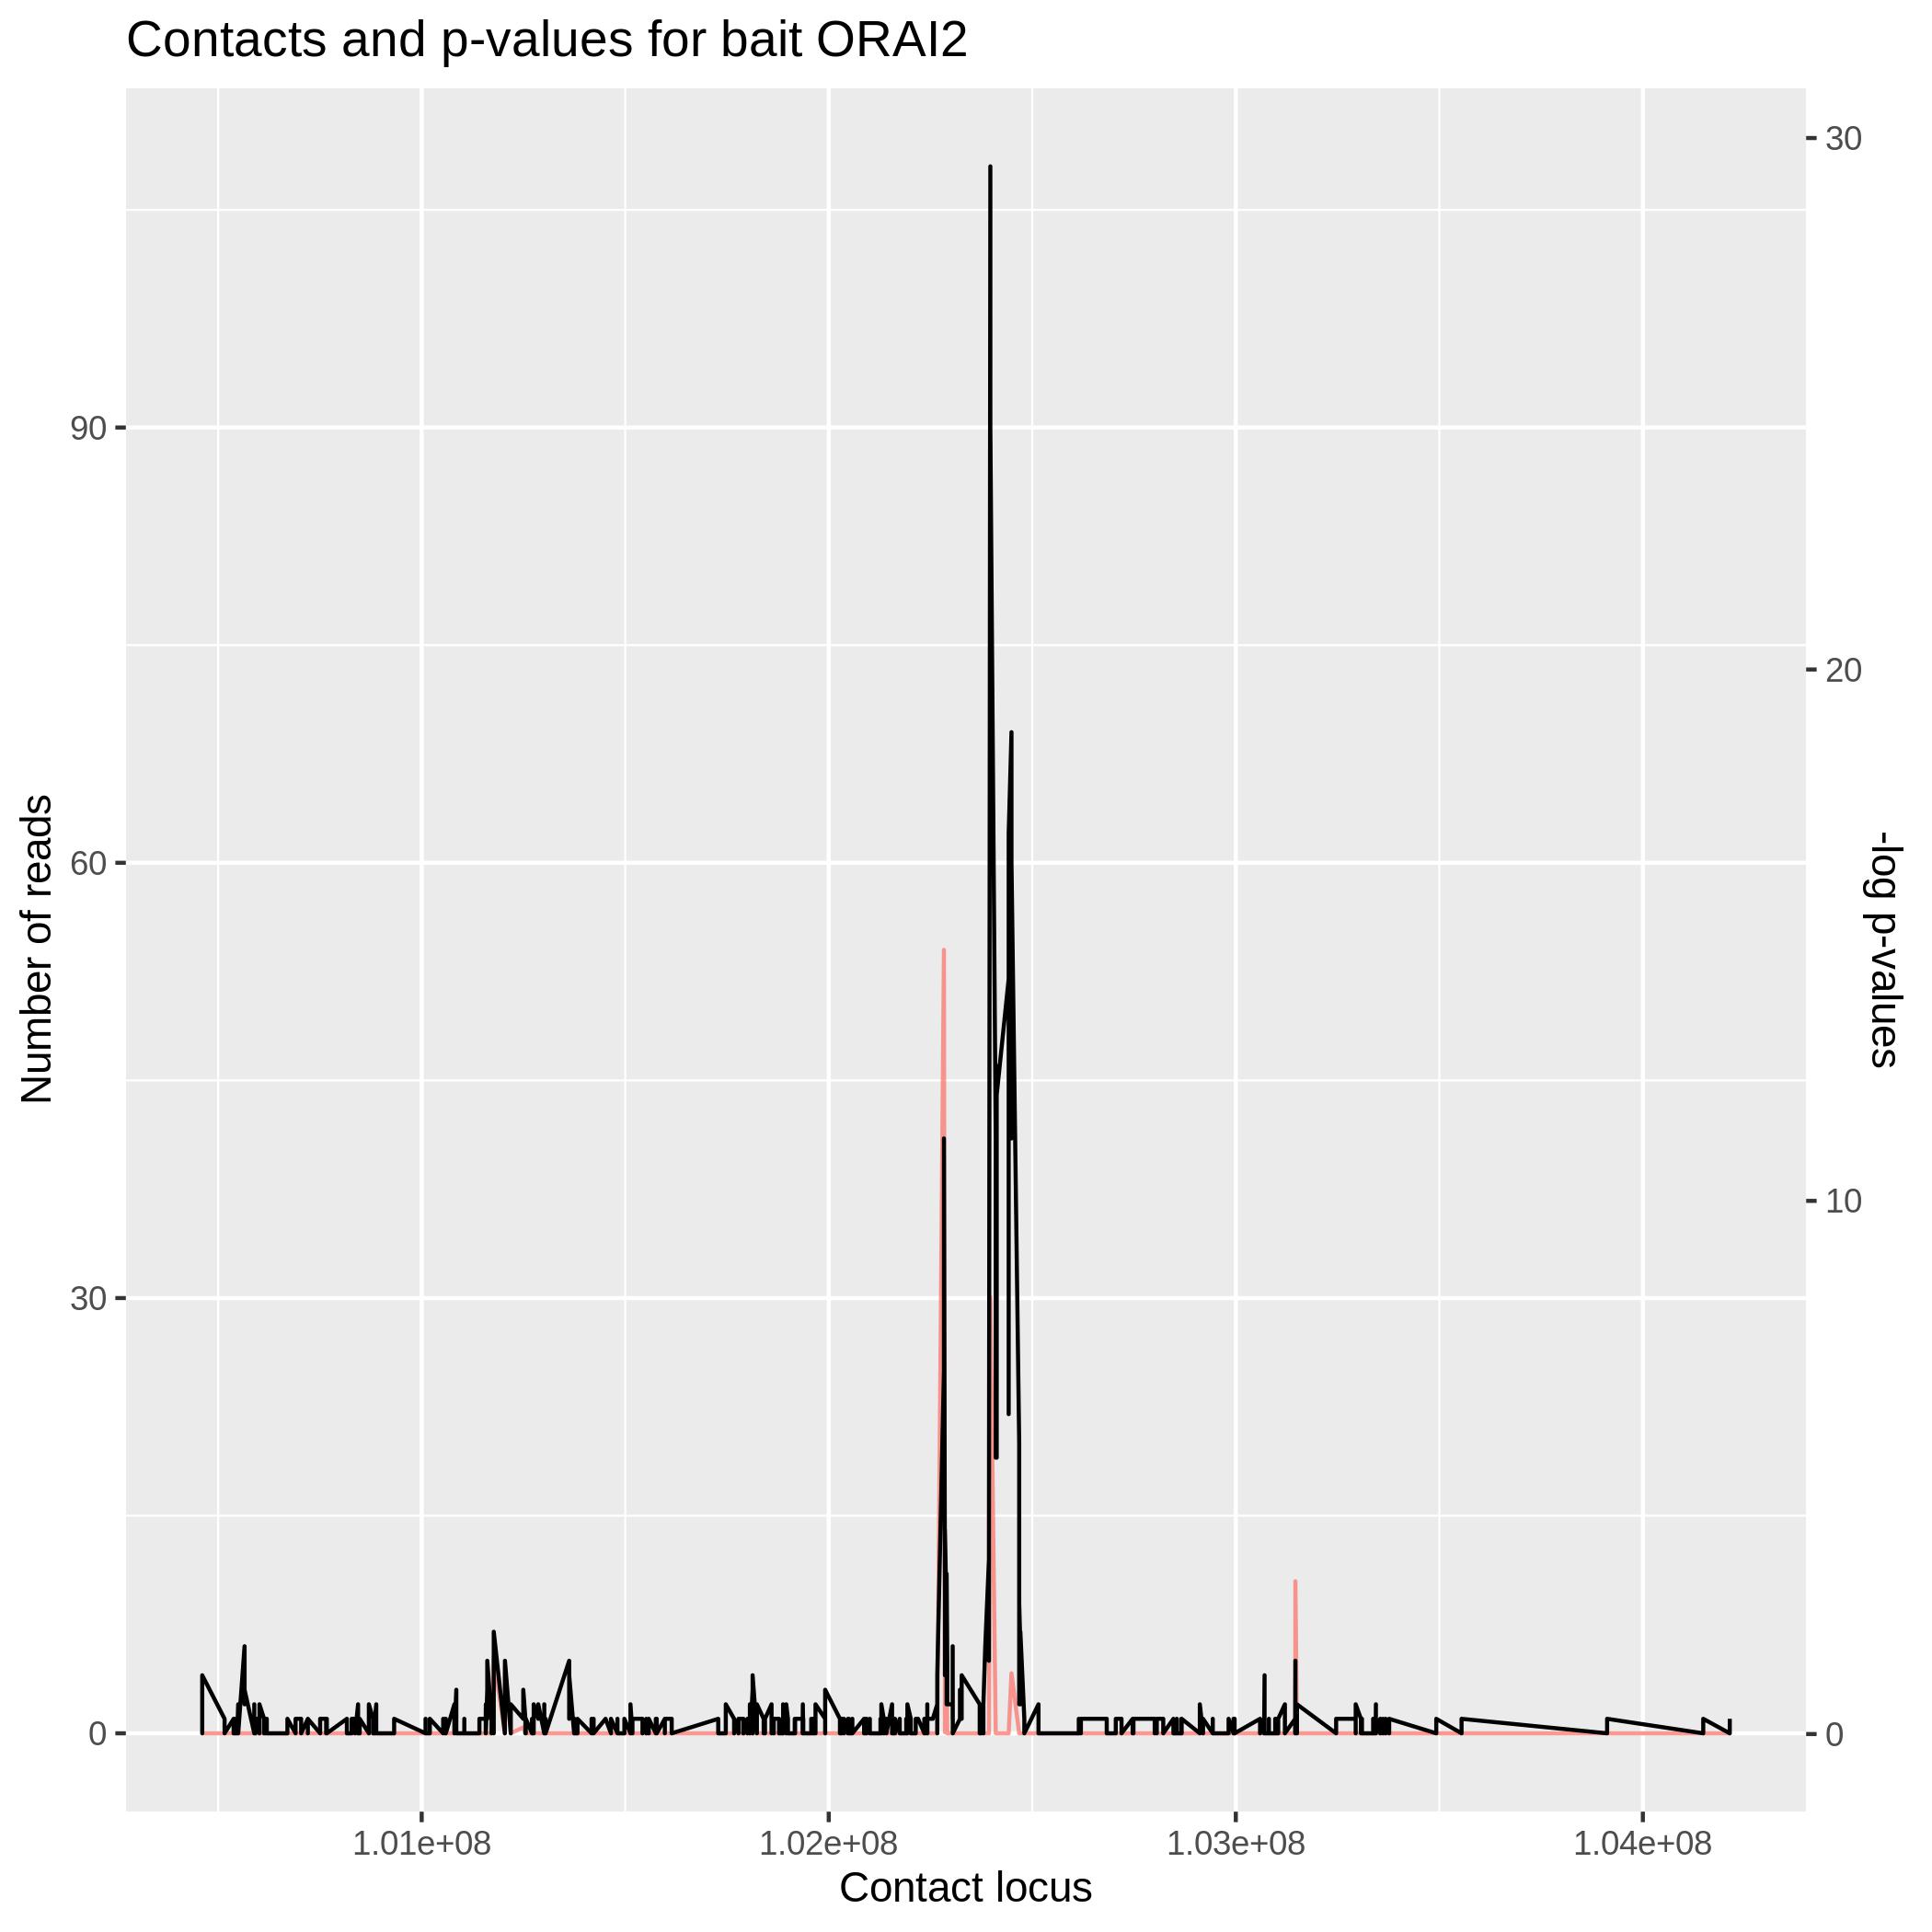 Contacts and p-values for bait ORAI2
Number of reads
90
60
30
0
30
20
10
0
-log p-values
1.01e+08 1.02e+08 1.03e+08 1.04e+08
Contact locus